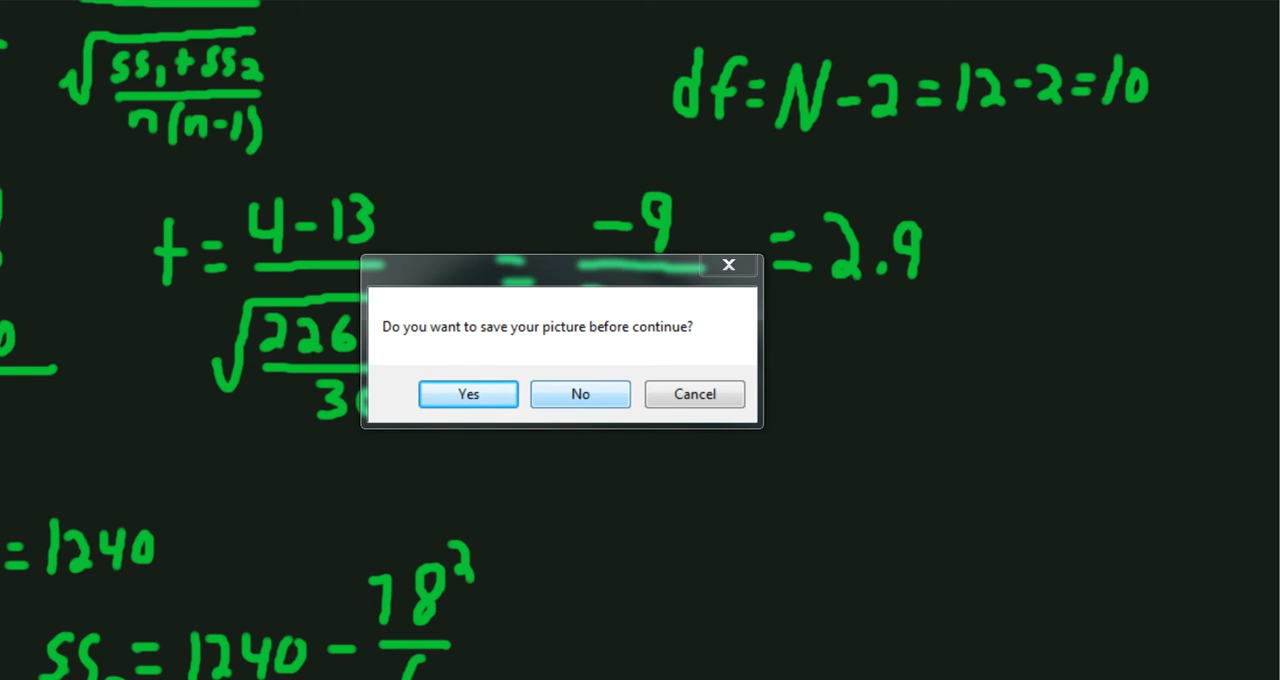 √(ss₁+ss₂ / n(n-1))
df=N-2=12-2=10
t= 4-13 / √(226 / 3 = -9 =2.9
X
Do you want to save your picture before continue?
Yes No Cancel
=1240
SS = 1240 - 78² /